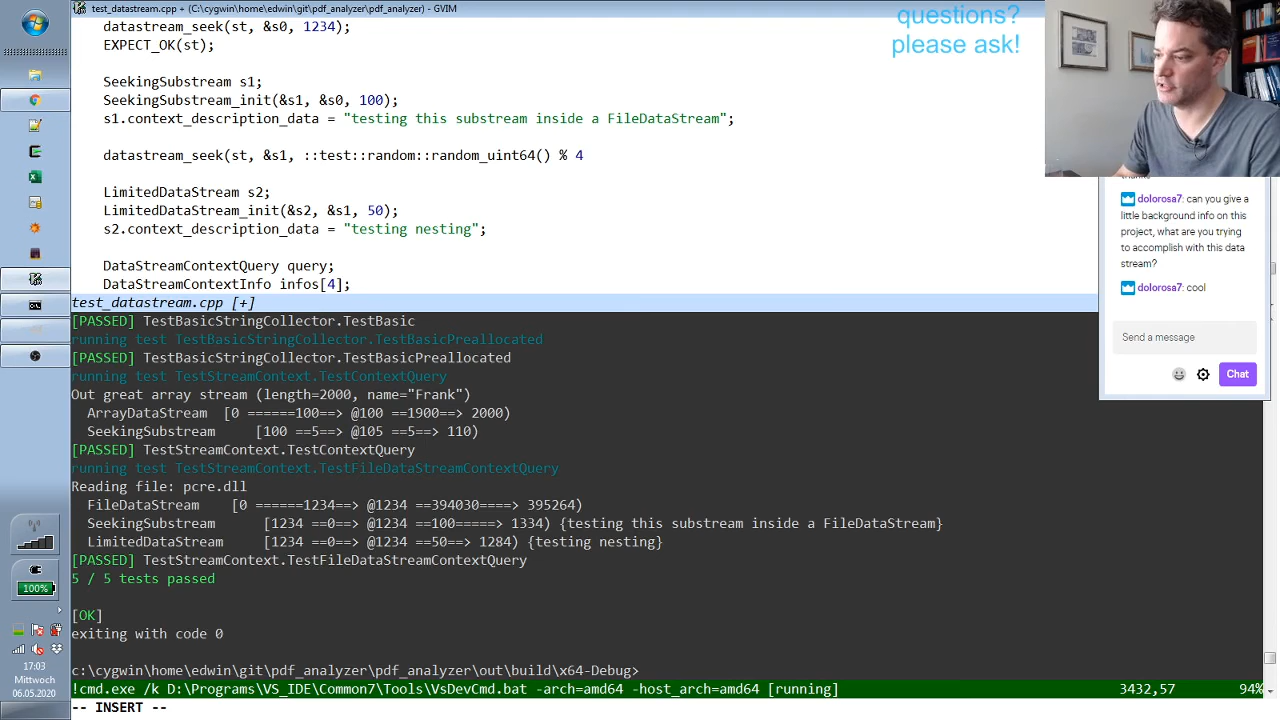 test_datastream.cpp + (C:\cygwin\home\edwin\git\pdf_analyzer\pdf_analyzer) - GVIM
questions?
please ask!
datastream_seek(st, &s0, 1234);
EXPECT_OK(st);
SeekingSubstream s1;
SeekingSubstream_init(&s1, &s0, 100);
s1.context_description_data = "testing this substream inside a FileDataStream";
datastream_seek(st, &s1, ::test::random::random_uint64() % 4
LimitedDataStream s2;
LimitedDataStream_init(&s2, &s1, 50);
s2.context_description_data = "testing nesting";
DataStreamContextQuery query;
DataStreamContextInfo infos[4];
test_datastream.cpp [+]
[PASSED] TestBasicStringCollector.TestBasic
running test TestBasicStringCollector.TestBasicPreallocated
[PASSED] TestBasicStringCollector.TestBasicPreallocated
running test TestStreamContext.TestContextQuery
Out great array stream (length=2000, name="Frank")
ArrayDataStream [0 ======100==> @100 ==1900==> 2000)
SeekingSubstream [100 ==5==> @105 ==5==> 110)
[PASSED] TestStreamContext.TestContextQuery
running test TestStreamContext.TestFileDataStreamContextQuery
Reading file: pcre.dll
FileDataStream [0 ======1234==> @1234 ==394030====> 395264)
SeekingSubstream [1234 ==0==> @1234 ==100=====> 1334) {testing this substream inside a FileDataStream}
LimitedDataStream [1234 ==0==> @1234 ==50==> 1284) {testing nesting}
[PASSED] TestStreamContext.TestFileDataStreamContextQuery
5 / 5 tests passed
[OK]
exiting with code 0
c:\cygwin\home\edwin\git\pdf_analyzer\pdf_analyzer\out\build\x64-Debug>
!cmd.exe /k D:\Programs\VS_IDE\Common7\Tools\VsDevCmd.bat -arch=amd64 -host_arch=amd64 [running] 3432,57 94%
-- INSERT --
dolorosa7: can you give a
little background info on this
project, what are you trying
to accomplish with this data
stream?
dolorosa7: cool
Send a message
Chat
100%
17:03
Mittwoch
06.05.2020